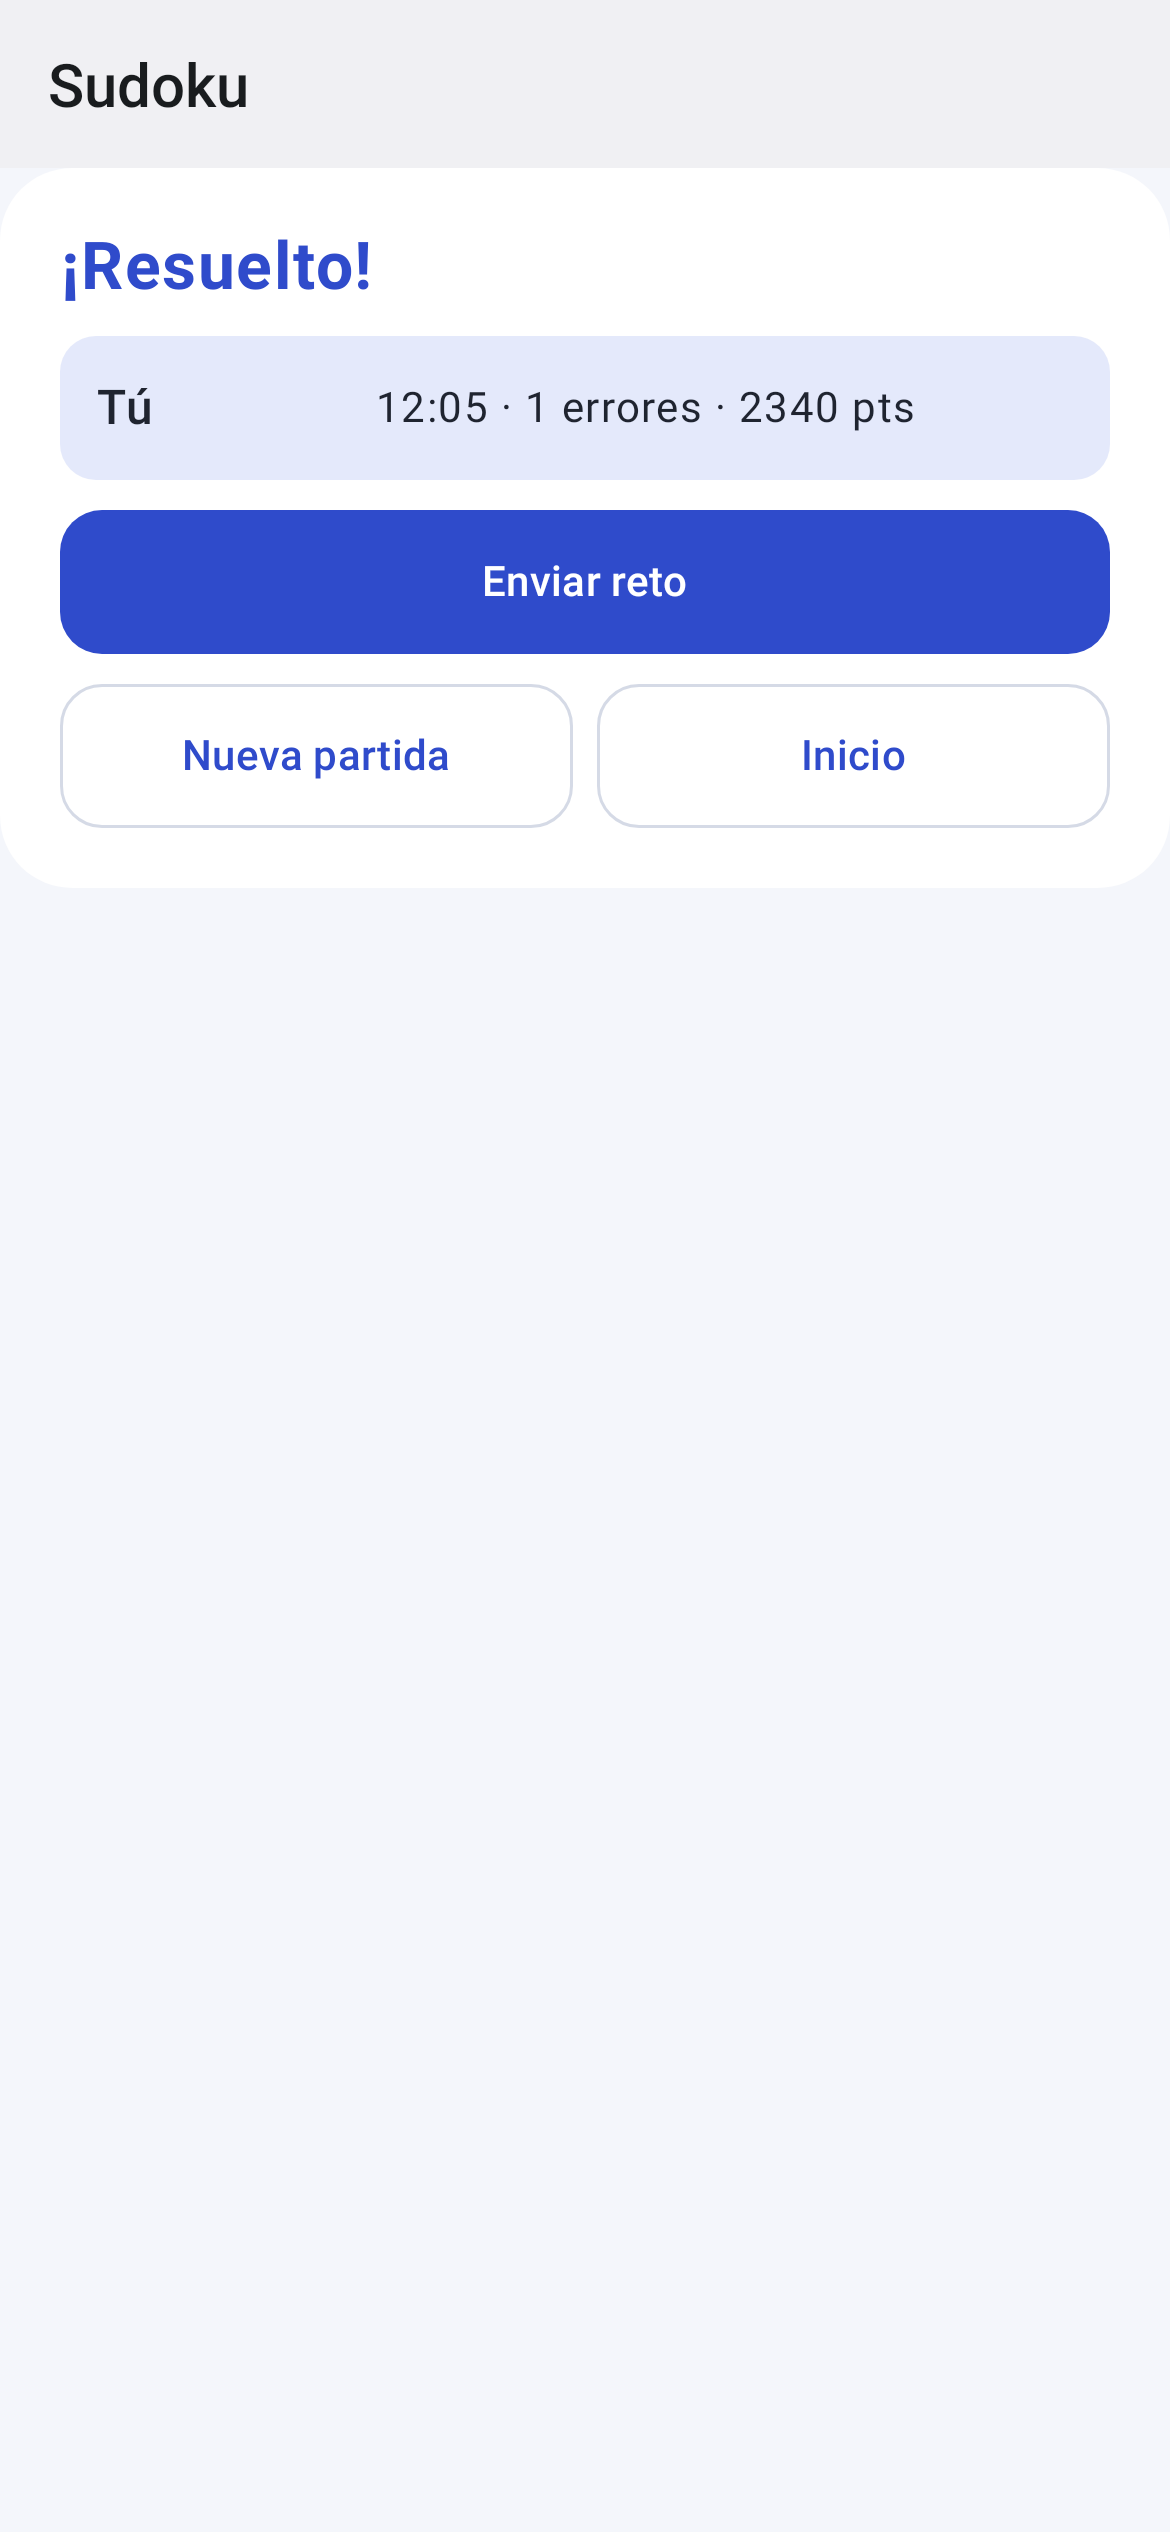 Sudoku
¡Resuelto!
Tú 12:05 · 1 errores · 2340 pts
Enviar reto
Nueva partida Inicio